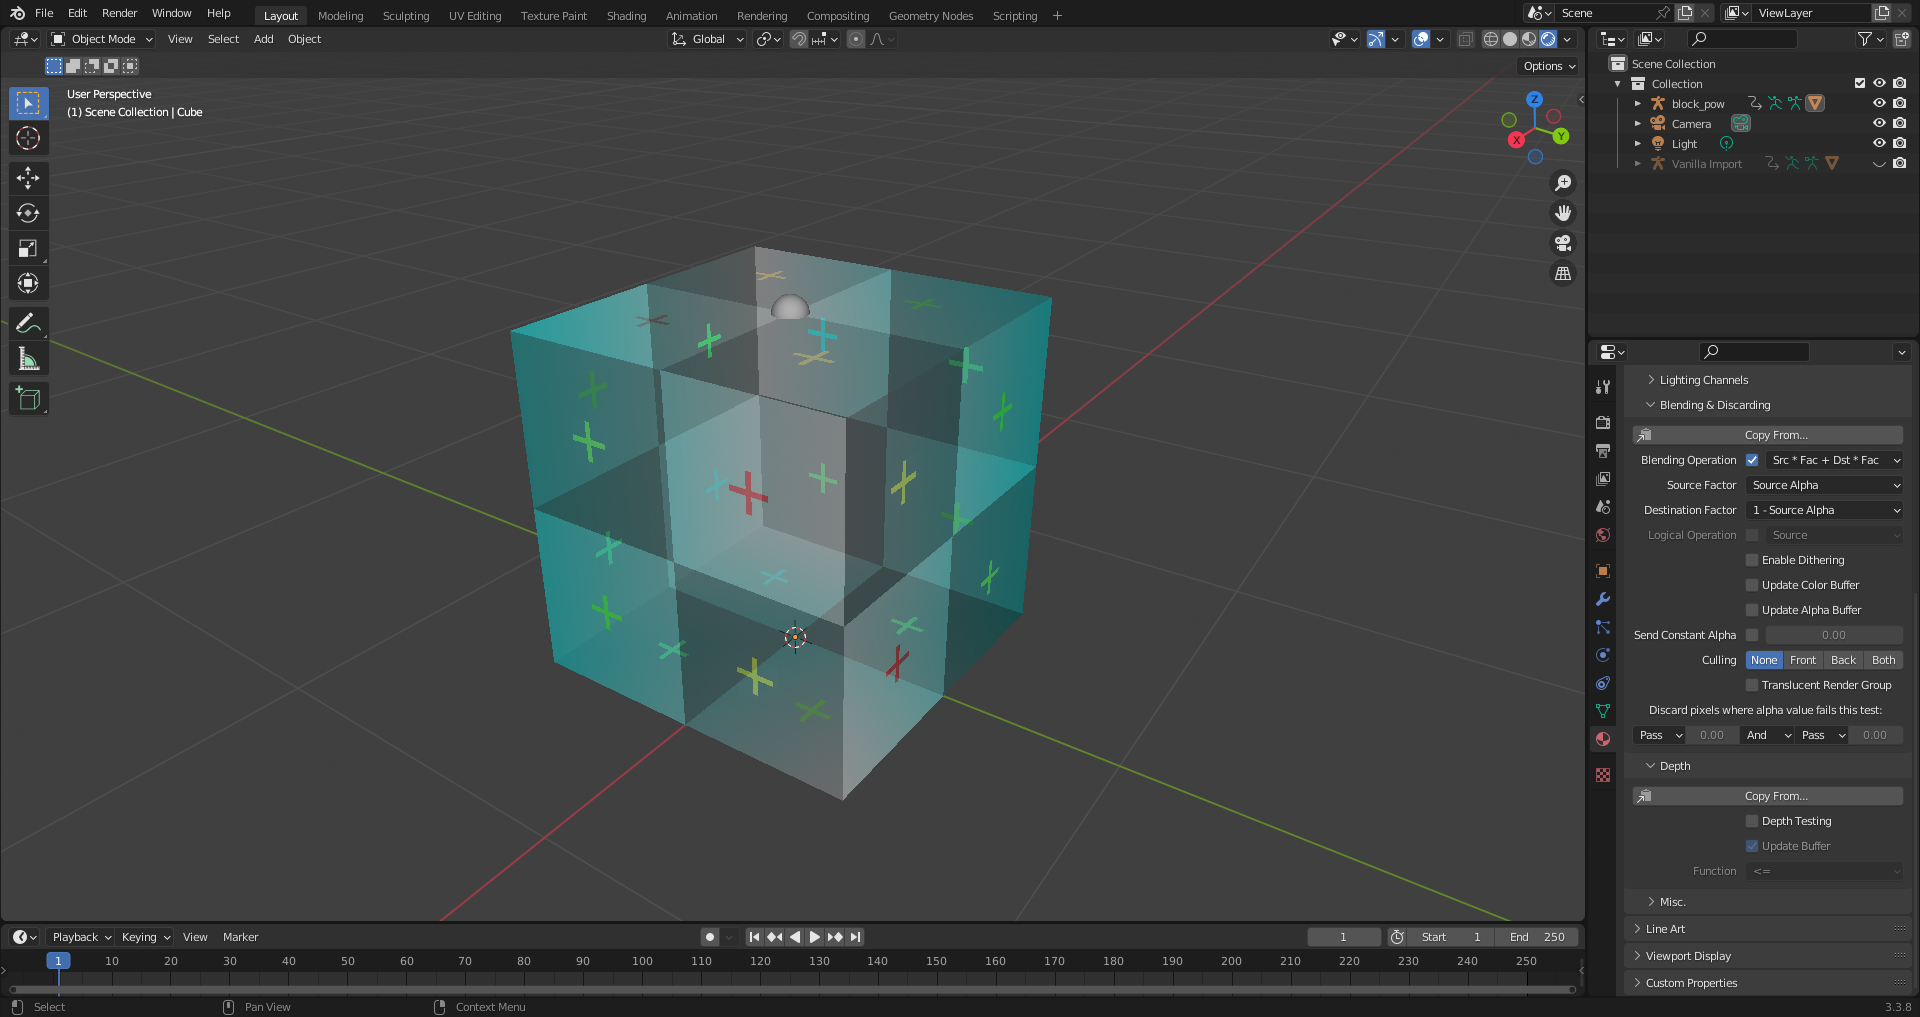 File Edit Render Window Help Layout Modeling Sculpting UV Editing Texture Paint Shading Animation Rendering Compositing Geometry Nodes Scripting Scene ViewLayer
Object Mode View Select Add Object Global
Options
User Perspective
(1) Scene Collection | Cube
Z
Y
X
Scene Collection
Collection
block_pow
Camera
Light
Vanilla Import
Lighting Channels
Blending & Discarding
Copy From...
Blending Operation Src * Fac + Dst * Fac
Source Factor Source Alpha
Destination Factor 1 - Source Alpha
Logical Operation Source
Enable Dithering
Update Color Buffer
Update Alpha Buffer
Send Constant Alpha 0.00
Culling None Front Back Both
Translucent Render Group
Discard pixels where alpha value fails this test:
Pass 0.00 And Pass 0.00
Depth
Copy From...
Depth Testing
Update Buffer
Function <=
Misc.
Line Art
Viewport Display
Custom Properties
Playback Keying View Marker 1 Start 1 End 250
1 10 20 30 40 50 60 70 80 90 100 110 120 130 140 150 160 170 180 190 200 210 220 230 240 250
Select Pan View Context Menu 3.3.8